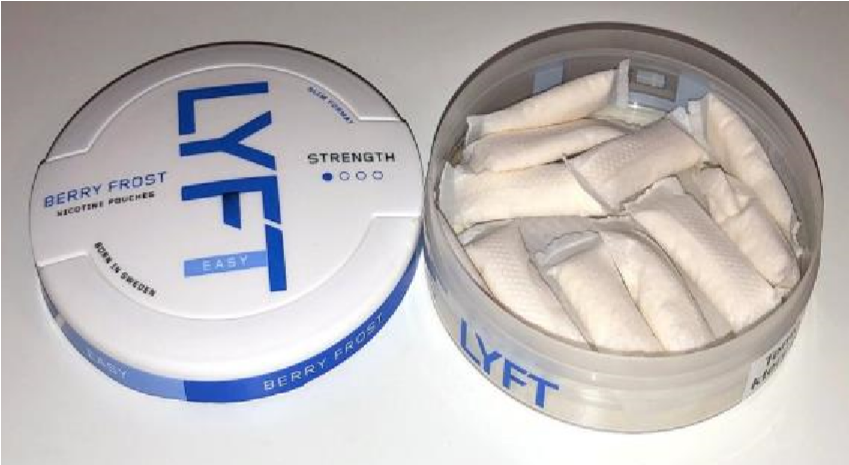 SLIM FORMAT
LYFT
STRENGTH
BERRY FROST
NICOTINE POUCHES
EASY
BORN IN SWEDEN
EASY
BERRY FROST
LYFT